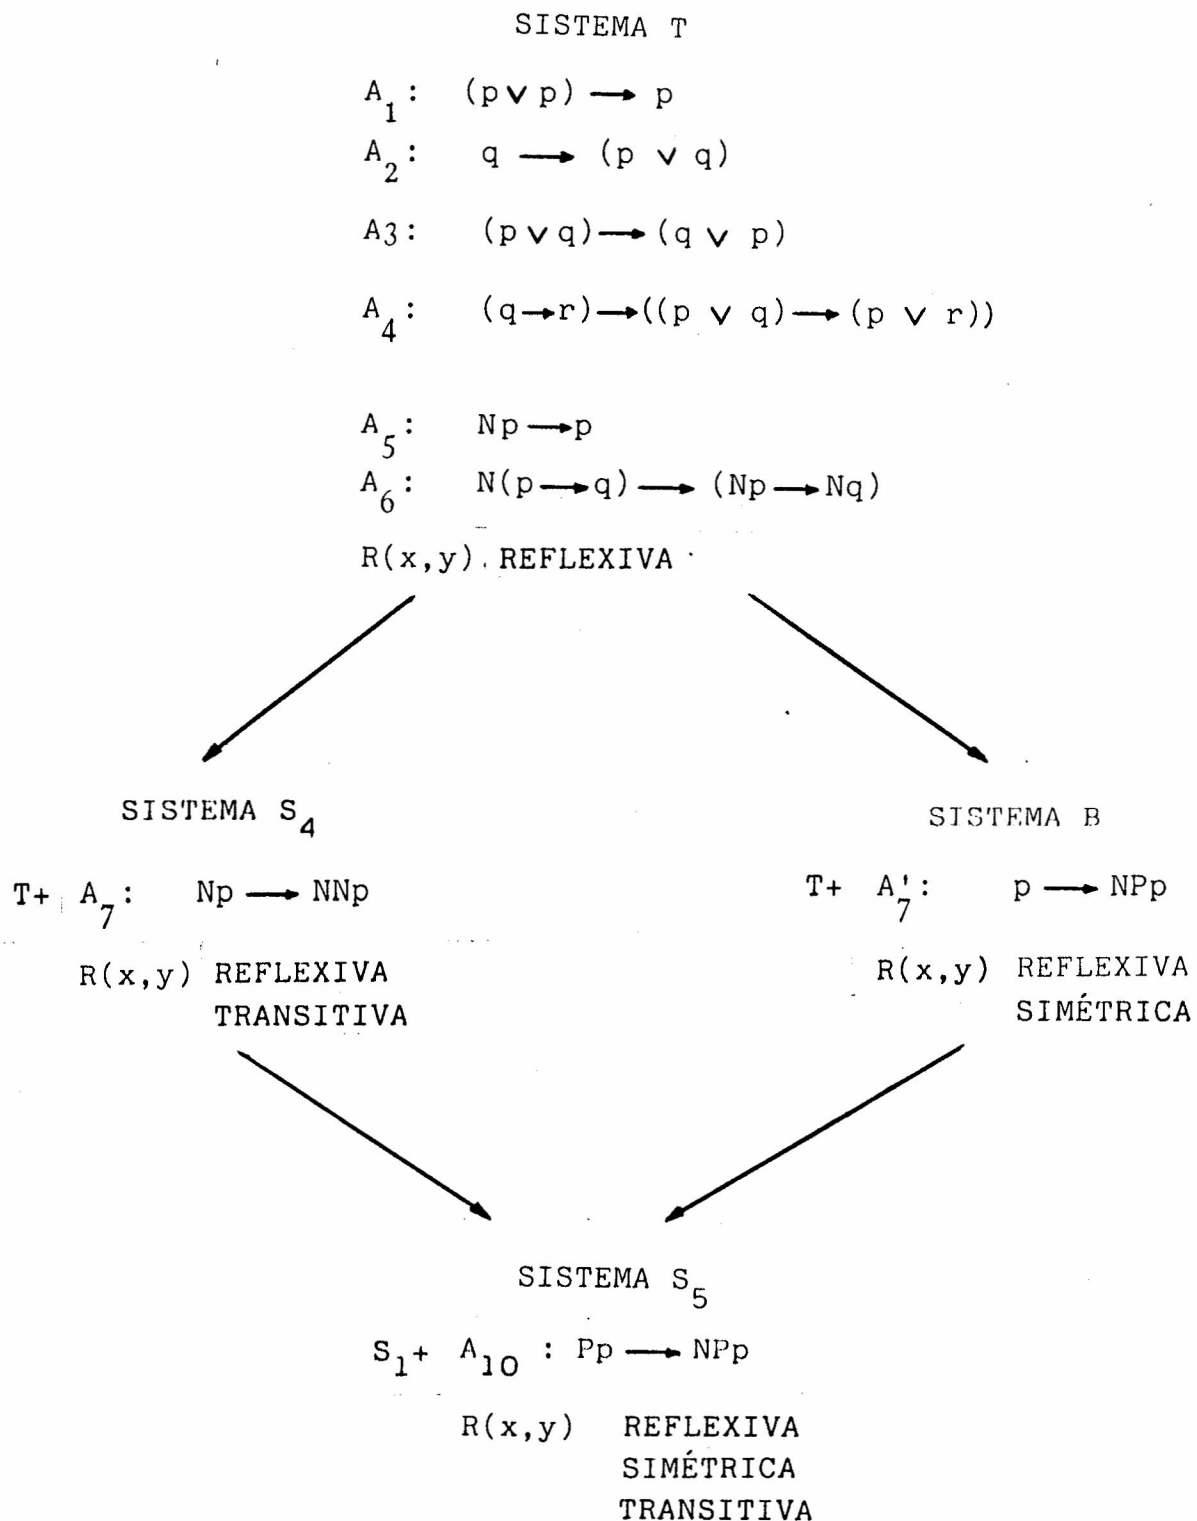 SISTEMA T
A₁: (p ∨ p) → p
A₂: q → (p ∨ q)
A3: (p ∨ q) → (q ∨ p)
A₄: (q → r) → ((p ∨ q) → (p ∨ r))
A₅: Np → p
A₆: N(p → q) → (Np → Nq)
R(x,y) REFLEXIVA
SISTEMA S₄
T+ A₇: Np → NNp
R(x,y) REFLEXIVA
TRANSITIVA
SISTEMA B
T+ A'₇: p → NPp
R(x,y) REFLEXIVA
SIMÉTRICA
SISTEMA S₅
S₁+ A₁₀ : Pp → NPp
R(x,y) REFLEXIVA
SIMÉTRICA
TRANSITIVA